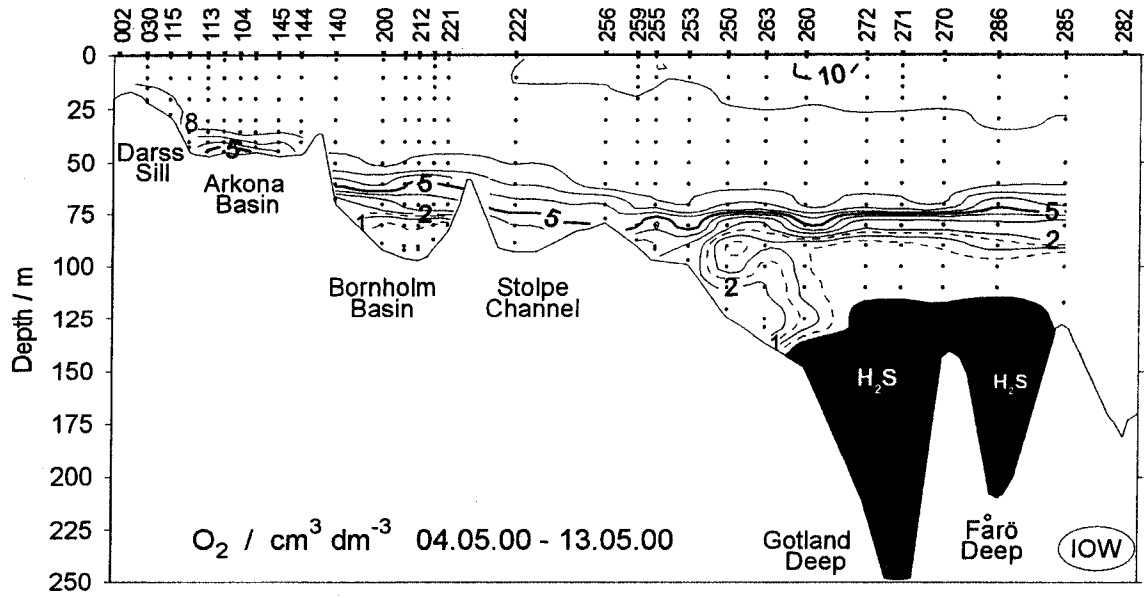 002 030 115 113 104 145 144 140 200 212 221 222 256 259 255 253 250 263 260 272 271 270 286 285 282
0
25
50
75
100
125
150
175
200
225
250
Depth / m
10
8
Darss
Sill
5
Arkona
Basin
5
2
1
Bornholm
Basin
5
Stolpe
Channel
2
1
5
2
H₂S
H₂S
Gotland
Deep
Fårö
Deep
O₂ / cm³ dm⁻³ 04.05.00 - 13.05.00
IOW